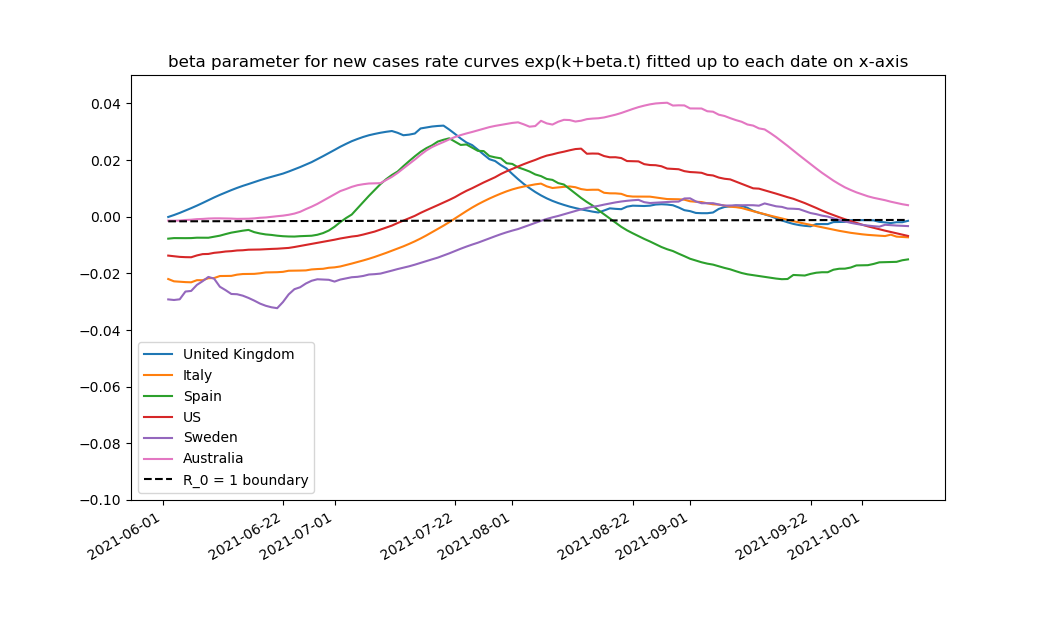 beta parameter for new cases rate curves exp(k+beta.t) fitted up to each date on x-axis
0.04
0.02
0.00
−0.02
−0.04
−0.06
−0.08
−0.10
United Kingdom
Italy
Spain
US
Sweden
Australia
R_0 = 1 boundary
2021-06-01
2021-06-22
2021-07-01
2021-07-22
2021-08-01
2021-08-22
2021-09-01
2021-09-22
2021-10-01